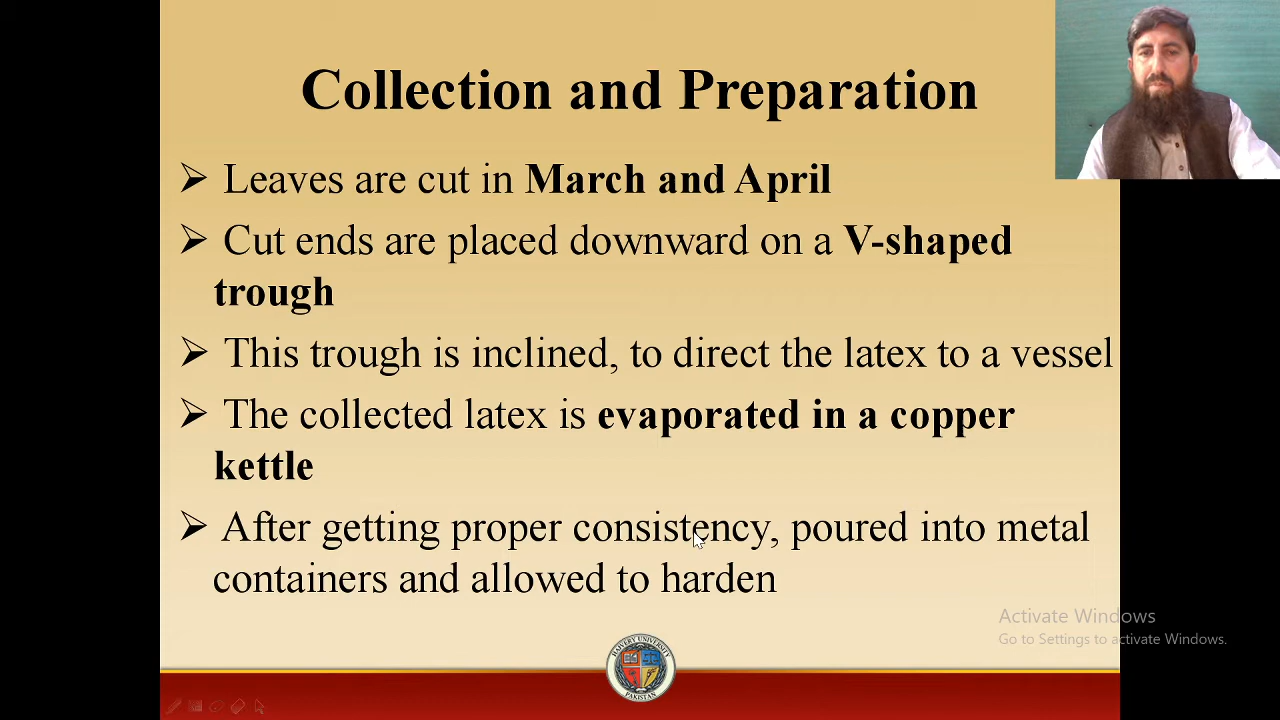 Collection and Preparation
➢ Leaves are cut in March and April
➢ Cut ends are placed downward on a V-shaped
trough
➢ This trough is inclined, to direct the latex to a vessel
➢ The collected latex is evaporated in a copper
kettle
➢ After getting proper consistency, poured into metal
containers and allowed to harden
Activate Windows
Go to Settings to activate Windows.
UNIVERSITY
PAKISTAN